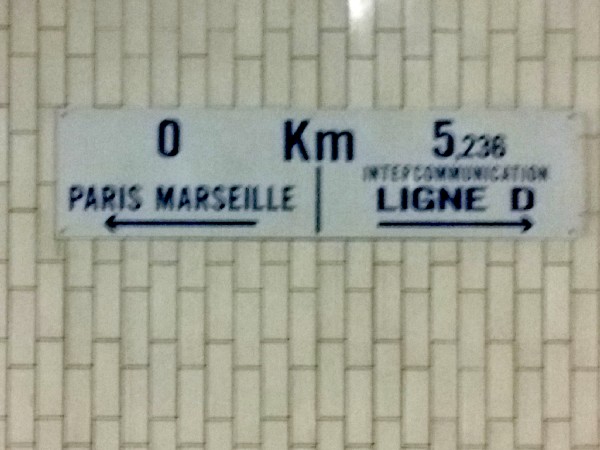 0 Km 5,236
INTERCOMMUNICATION
PARIS MARSEILLE LIGNE D